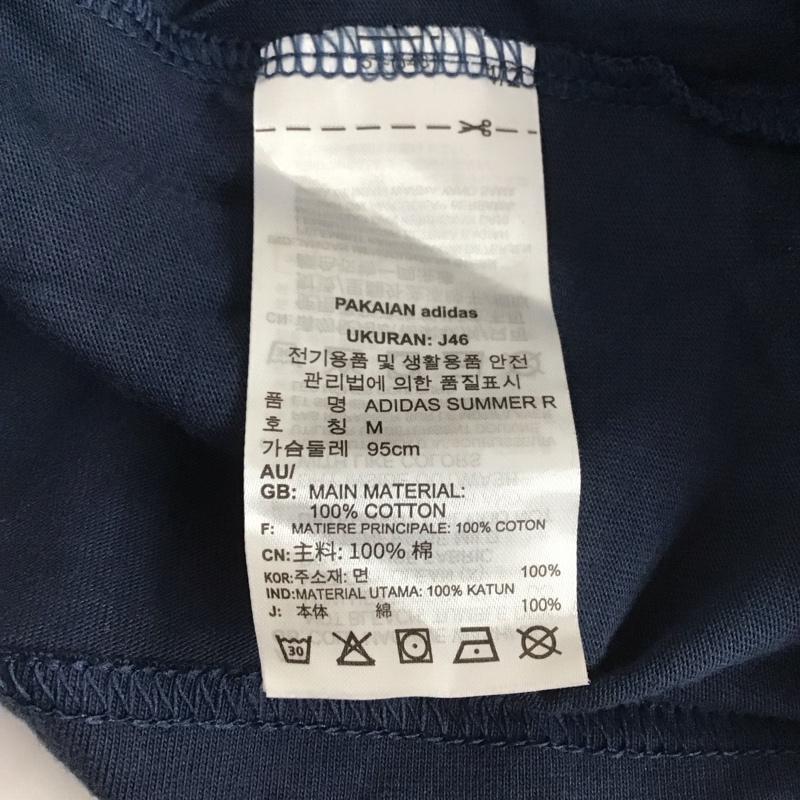 PAKAIAN adidas
UKURAN: J46
전기용품 및 생활용품 안전
관리법에 의한 품질표시
품 명 ADIDAS SUMMER R
호 칭 M
가슴둘레 95cm
AU/
GB: MAIN MATERIAL:
100% COTTON
F: MATIERE PRINCIPALE: 100% COTON
CN:主料: 100% 棉
KOR:주소재: 면 100%
IND:MATERIAL UTAMA: 100% KATUN
J: 本体 綿 100%
30